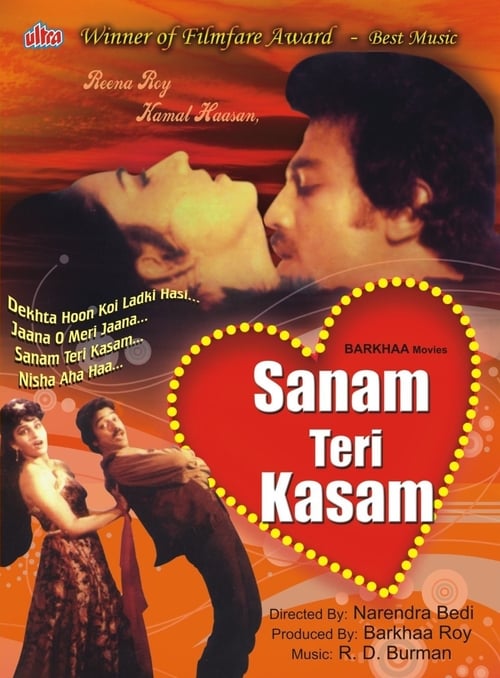 ultra
Winner of Filmfare Award - Best Music
Reena Roy
Kamal Haasan,
Dekhta Hoon Koi Ladki Hasi...
Jaana O Meri Jaana...
Sanam Teri Kasam...
Nisha Aha Haa...
BARKHAA Movies
Sanam
Teri
Kasam
Directed By: Narendra Bedi
Produced By: Barkhaa Roy
Music: R. D. Burman